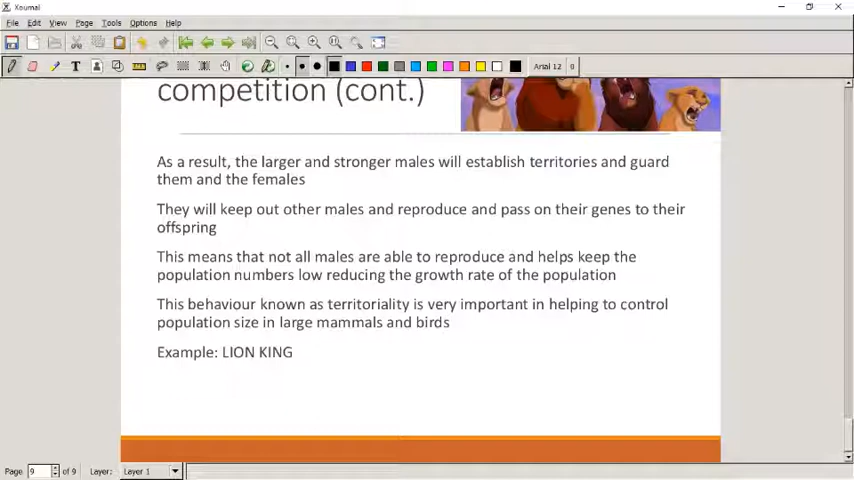 Xournal
File Edit View Page Tools Options Help
Arial 12
competition (cont.)
As a result, the larger and stronger males will establish territories and guard
them and the females
They will keep out other males and reproduce and pass on their genes to their
offspring
This means that not all males are able to reproduce and helps keep the
population numbers low reducing the growth rate of the population
This behaviour known as territoriality is very important in helping to control
population size in large mammals and birds
Example: LION KING
Page 9 of 9 Layer: Layer 1